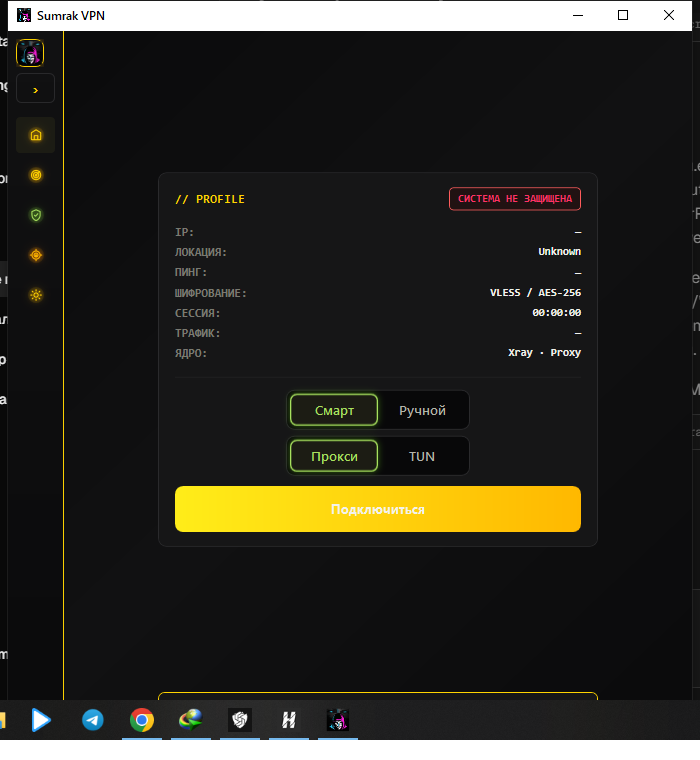 Sumrak VPN
// PROFILE
СИСТЕМА НЕ ЗАЩИЩЕНА
IP: —
ЛОКАЦИЯ: Unknown
ПИНГ: —
ШИФРОВАНИЕ: VLESS / AES-256
СЕССИЯ: 00:00:00
ТРАФИК: —
ЯДРО: Xray · Proxy
Смарт Ручной
Прокси TUN
Подключиться